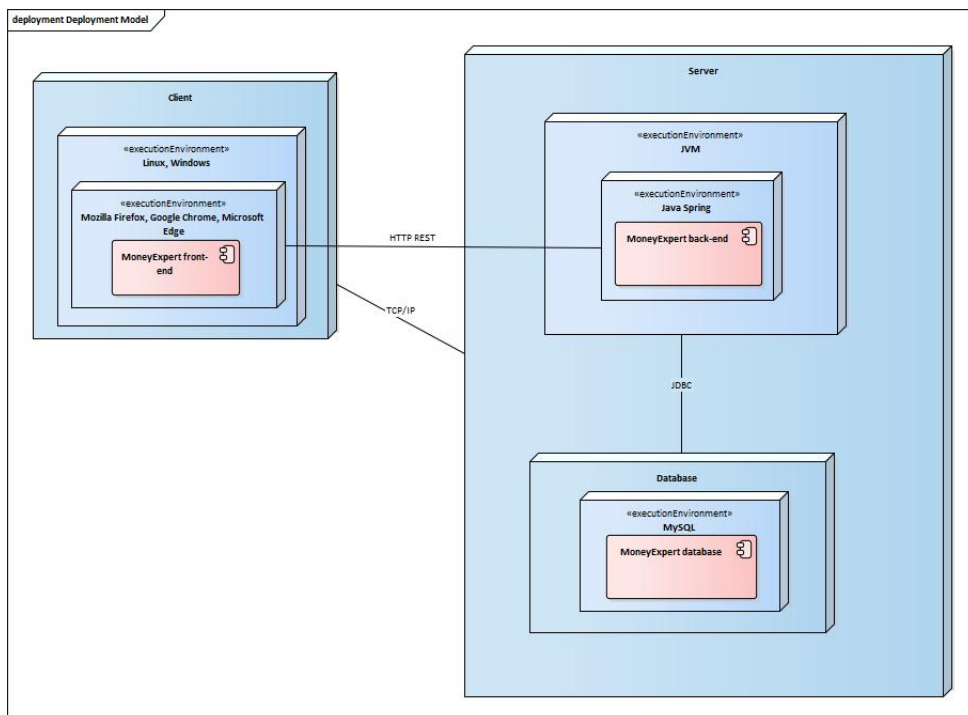 deployment Deployment Model
Client
«executionEnvironment»
Linux, Windows
«executionEnvironment»
Mozilla Firefox, Google Chrome, Microsoft
Edge
MoneyExpert front-
end
HTTP REST
TCP/IP
Server
«executionEnvironment»
JVM
«executionEnvironment»
Java Spring
MoneyExpert back-end
JDBC
Database
«executionEnvironment»
MySQL
MoneyExpert database